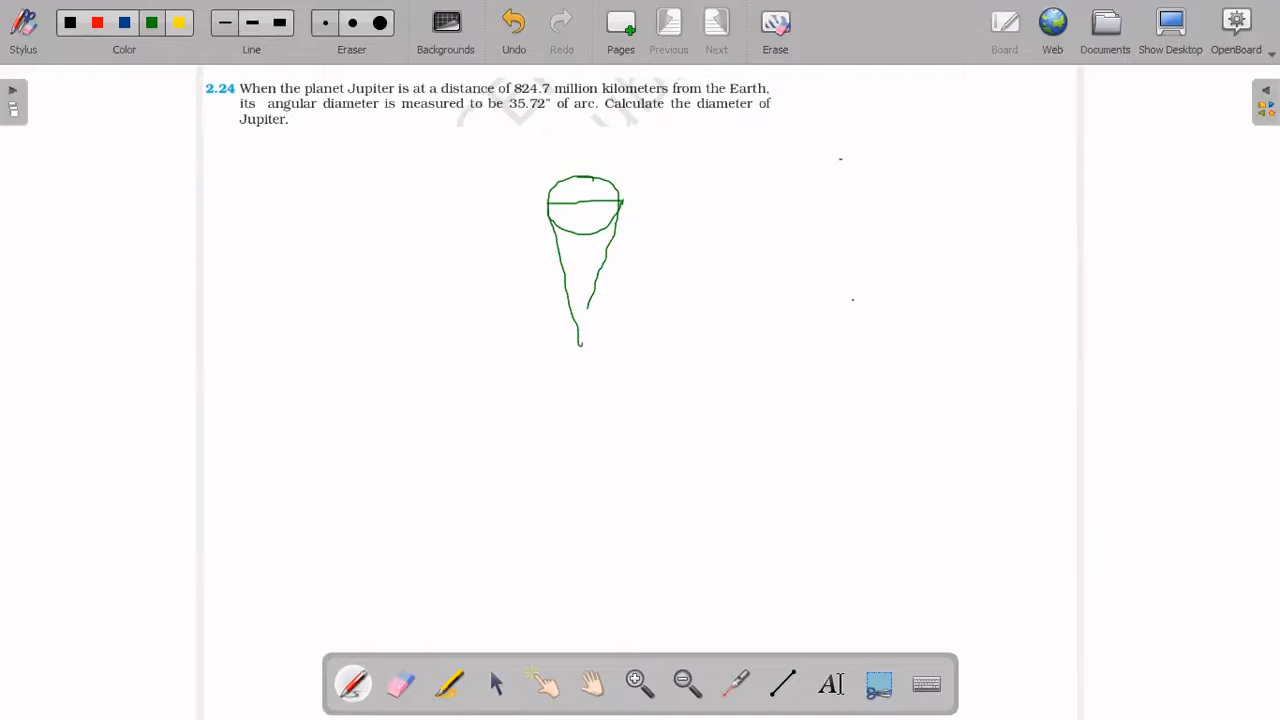 Stylus
Color
Line
Eraser
Backgrounds
Undo
Redo
Pages
Previous
Next
Erase
Board
Web
Documents
Show Desktop
OpenBoard
2.24 When the planet Jupiter is at a distance of 824.7 million kilometers from the Earth,
its angular diameter is measured to be 35.72” of arc. Calculate the diameter of
Jupiter.